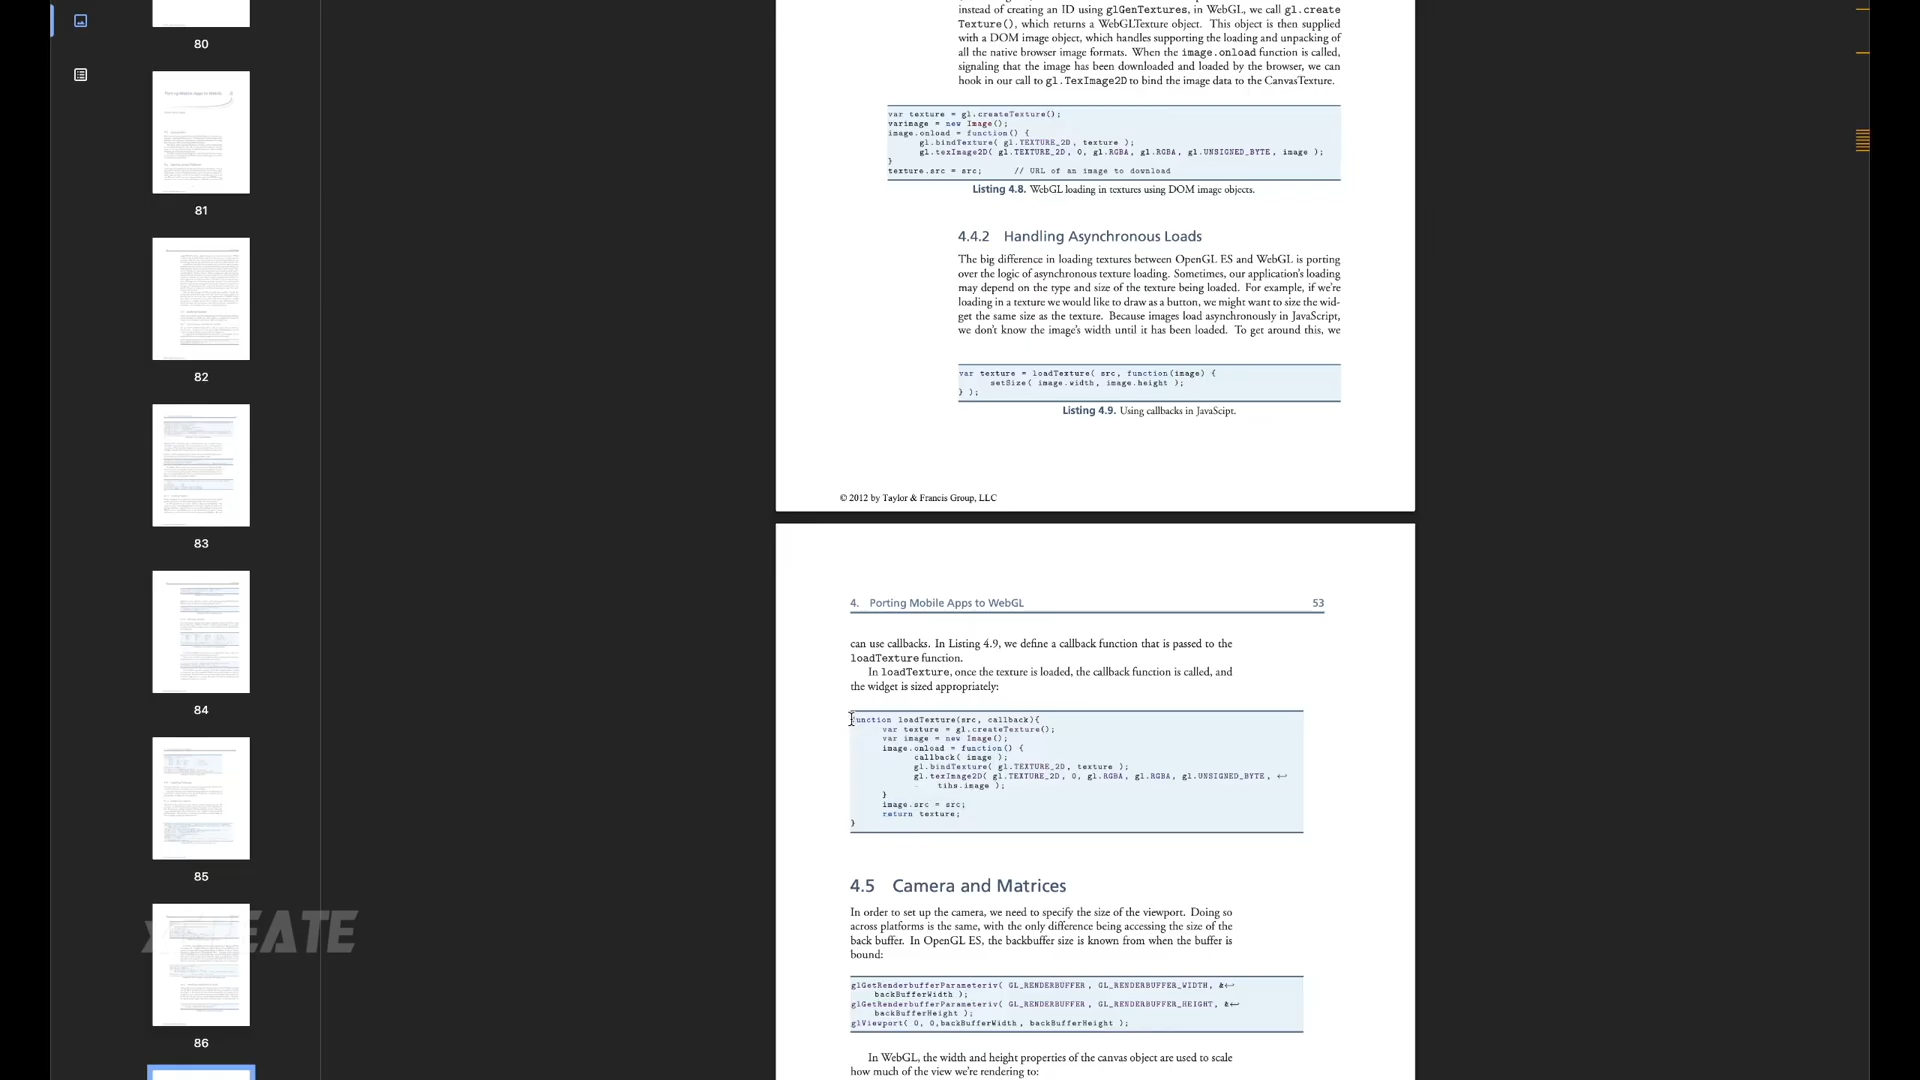 80
81
82
83
84
85
86
instead of creating an ID using glGenTextures, in WebGL, we call gl.create
Texture(), which returns a WebGLTexture object. This object is then supplied
with a DOM image object, which handles supporting the loading and unpacking of
all the native browser image formats. When the image.onload function is called,
signaling that the image has been downloaded and loaded by the browser, we can
hook in our call to gl.TexImage2D to bind the image data to the CanvasTexture.
var texture = gl.createTexture();
varimage = new Image();
image.onload = function() {
gl.bindTexture( gl.TEXTURE_2D, texture );
gl.texImage2D( gl.TEXTURE_2D, 0, gl.RGBA, gl.RGBA, gl.UNSIGNED_BYTE, image );
}
texture.src = src; // URL of an image to download
Listing 4.8. WebGL loading in textures using DOM image objects.
4.4.2 Handling Asynchronous Loads
The big difference in loading textures between OpenGL ES and WebGL is porting
over the logic of asynchronous texture loading. Sometimes, our application's loading
may depend on the type and size of the texture being loaded. For example, if we're
loading in a texture we would like to draw as a button, we might want to size the wid-
get the same size as the texture. Because images load asynchronously in JavaScript,
we don't know the image's width until it has been loaded. To get around this, we
var texture = loadTexture( src, function(image) {
setSize( image.width, image.height );
} );
Listing 4.9. Using callbacks in JavaScipt.
© 2012 by Taylor & Francis Group, LLC
4. Porting Mobile Apps to WebGL 53
can use callbacks. In Listing 4.9, we define a callback function that is passed to the
loadTexture function.
In loadTexture, once the texture is loaded, the callback function is called, and
the widget is sized appropriately:
function loadTexture(src, callback){
var texture = gl.createTexture();
var image = new Image();
image.onload = function() {
callback( image );
gl.bindTexture( gl.TEXTURE_2D, texture );
gl.texImage2D( gl.TEXTURE_2D, 0, gl.RGBA, gl.RGBA, gl.UNSIGNED_BYTE, ↩
tihs.image );
}
image.src = src;
return texture;
}
4.5 Camera and Matrices
In order to set up the camera, we need to specify the size of the viewport. Doing so
across platforms is the same, with the only difference being accessing the size of the
back buffer. In OpenGL ES, the backbuffer size is known from when the buffer is
bound:
glGetRenderbufferParameteriv( GL_RENDERBUFFER, GL_RENDERBUFFER_WIDTH, &↩
backBufferWidth );
glGetRenderbufferParameteriv( GL_RENDERBUFFER, GL_RENDERBUFFER_HEIGHT, &↩
backBufferHeight );
glViewport( 0, 0,backBufferWidth, backBufferHeight );
In WebGL, the width and height properties of the canvas object are used to scale
how much of the view we're rendering to: